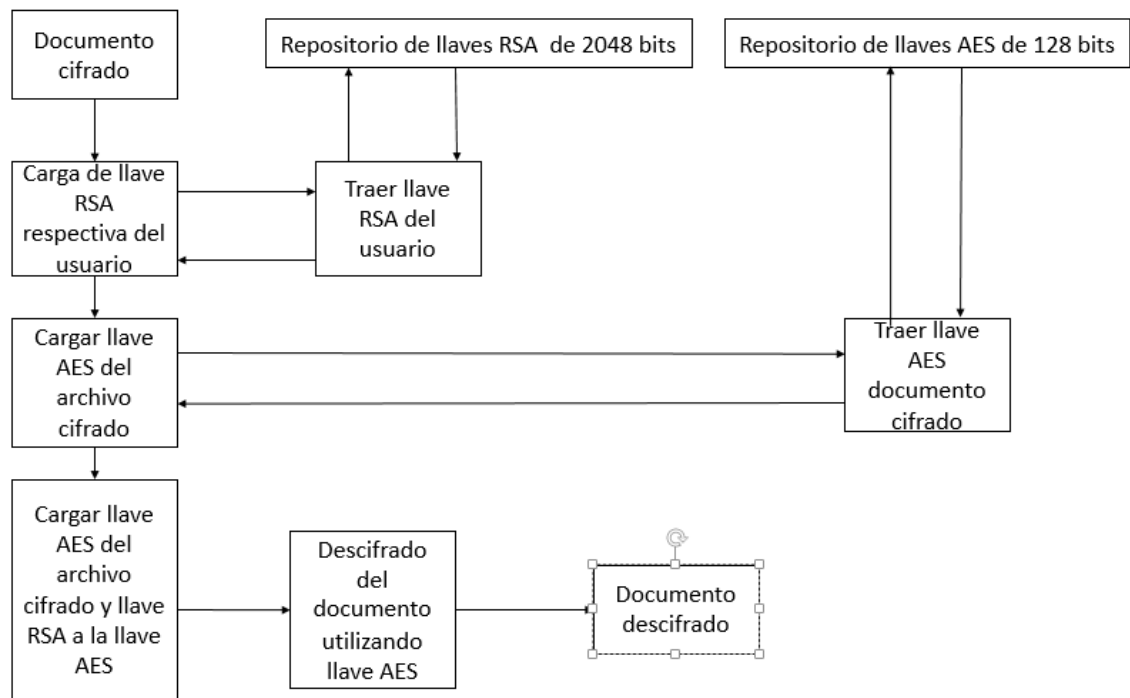 Documento
cifrado
Repositorio de llaves RSA de 2048 bits
Repositorio de llaves AES de 128 bits
Carga de llave
RSA
respectiva del
usuario
Traer llave
RSA del
usuario
Cargar llave
AES del
archivo
cifrado
Traer llave
AES
documento
cifrado
Cargar llave
AES del
archivo
cifrado y llave
RSA a la llave
AES
Descifrado
del
documento
utilizando
llave AES
Documento
descifrado